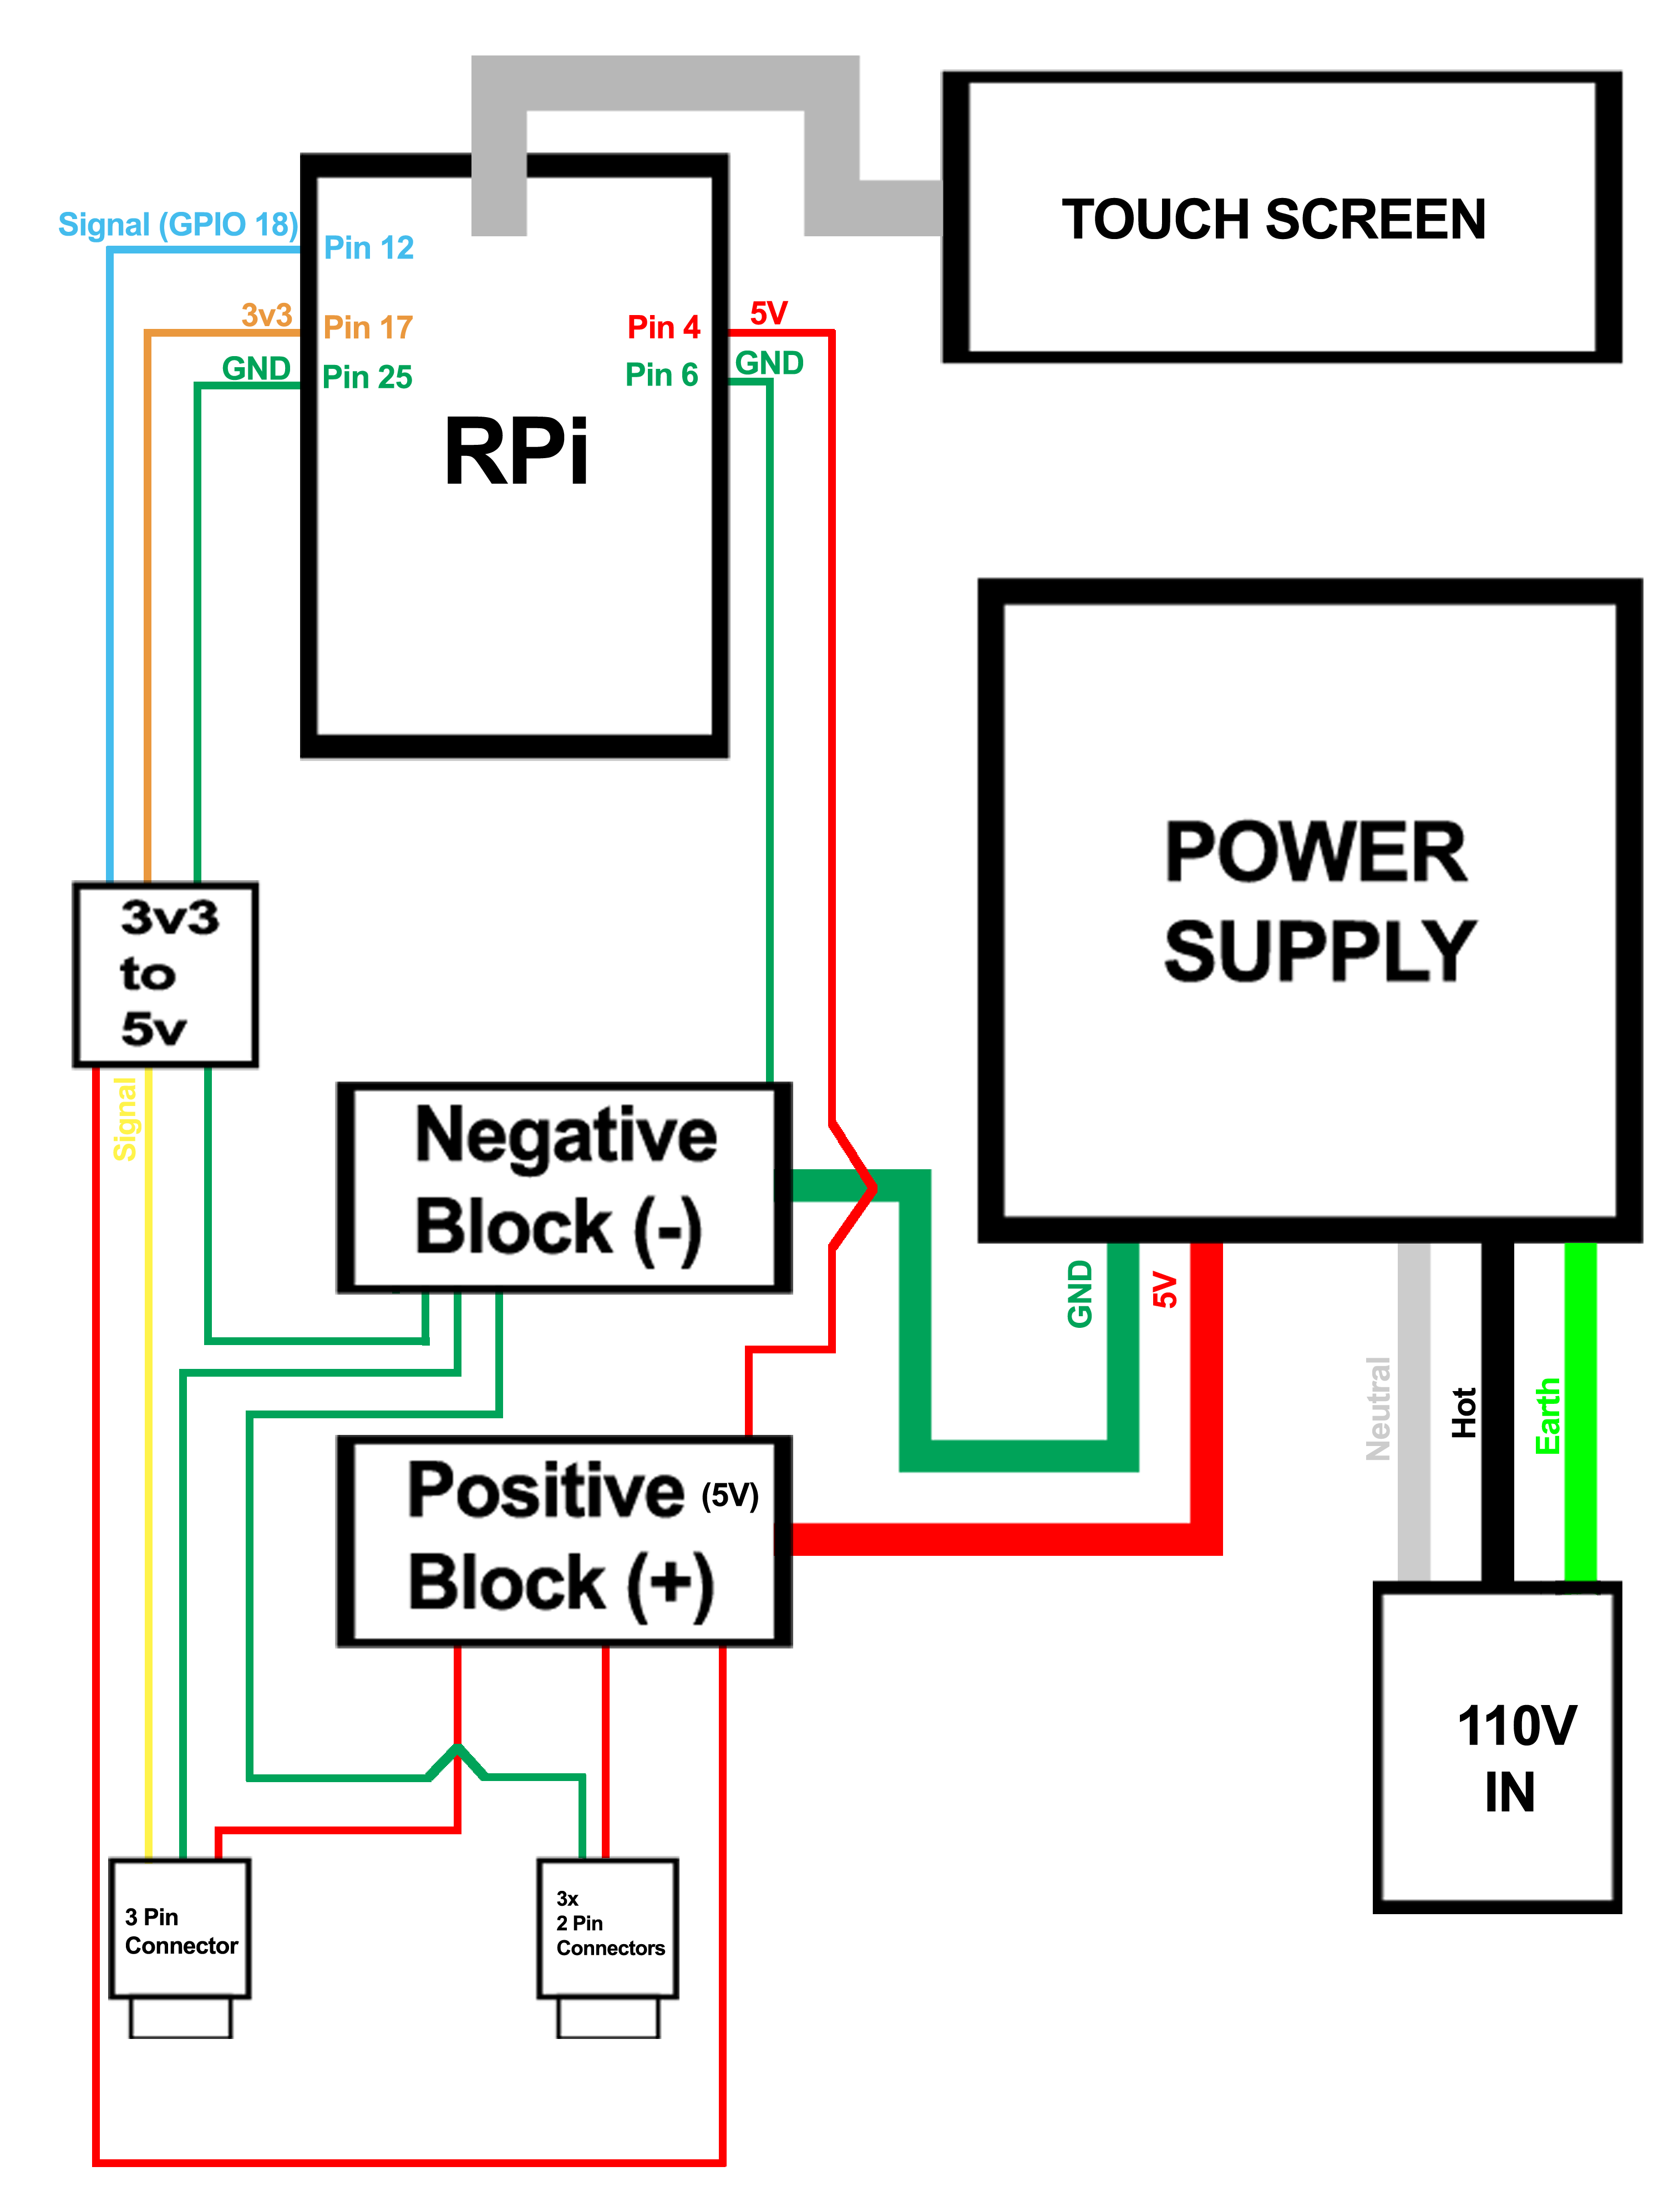 TOUCH SCREEN
Signal (GPIO 18)
Pin 12
3v3
Pin 17
GND
Pin 25
5V
Pin 4
GND
Pin 6
RPi
POWER
SUPPLY
3v3
to
5v
Signal
Negative
Block (-)
GND
5V
Neutral
Hot
Earth
Positive (5V)
Block (+)
110V
IN
3 Pin
Connector
3x
2 Pin
Connectors